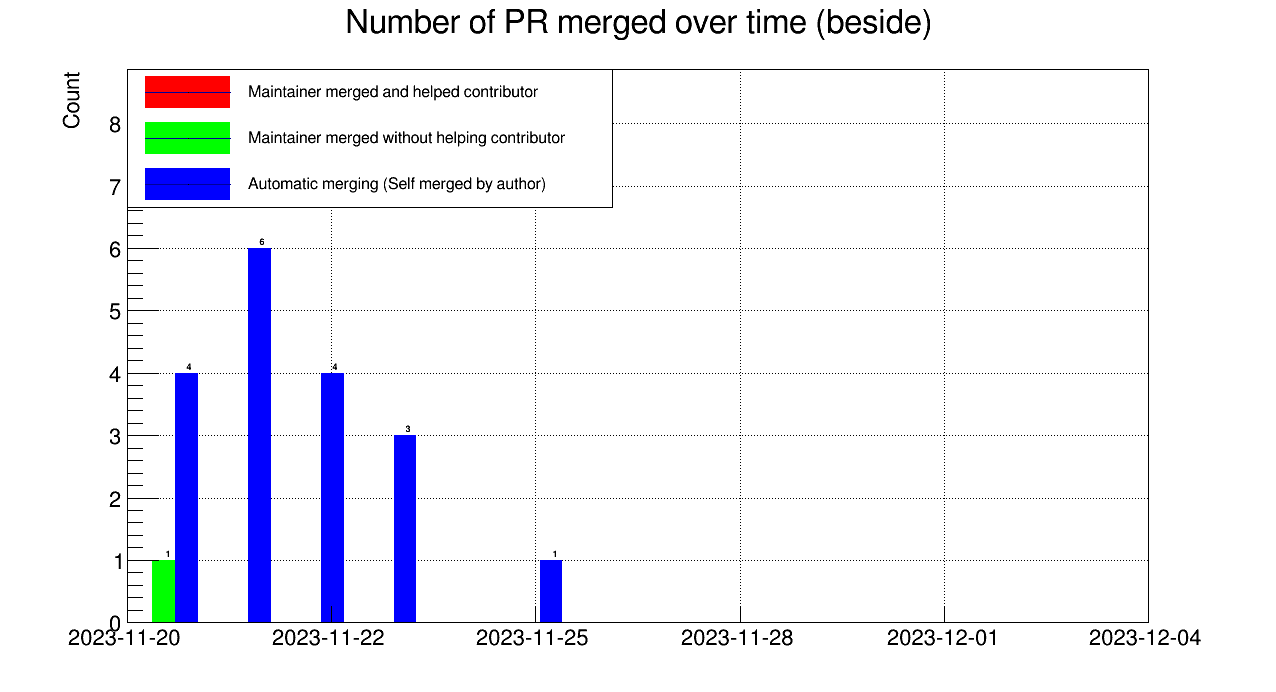 Number of PR merged over time (beside)
Count
Maintainer merged and helped contributor
Maintainer merged without helping contributor
Automatic merging (Self merged by author)
8
7
6
5
4
3
2
1
0
6
4
4
3
1
1
2023-11-20 2023-11-22 2023-11-25 2023-11-28 2023-12-01 2023-12-04